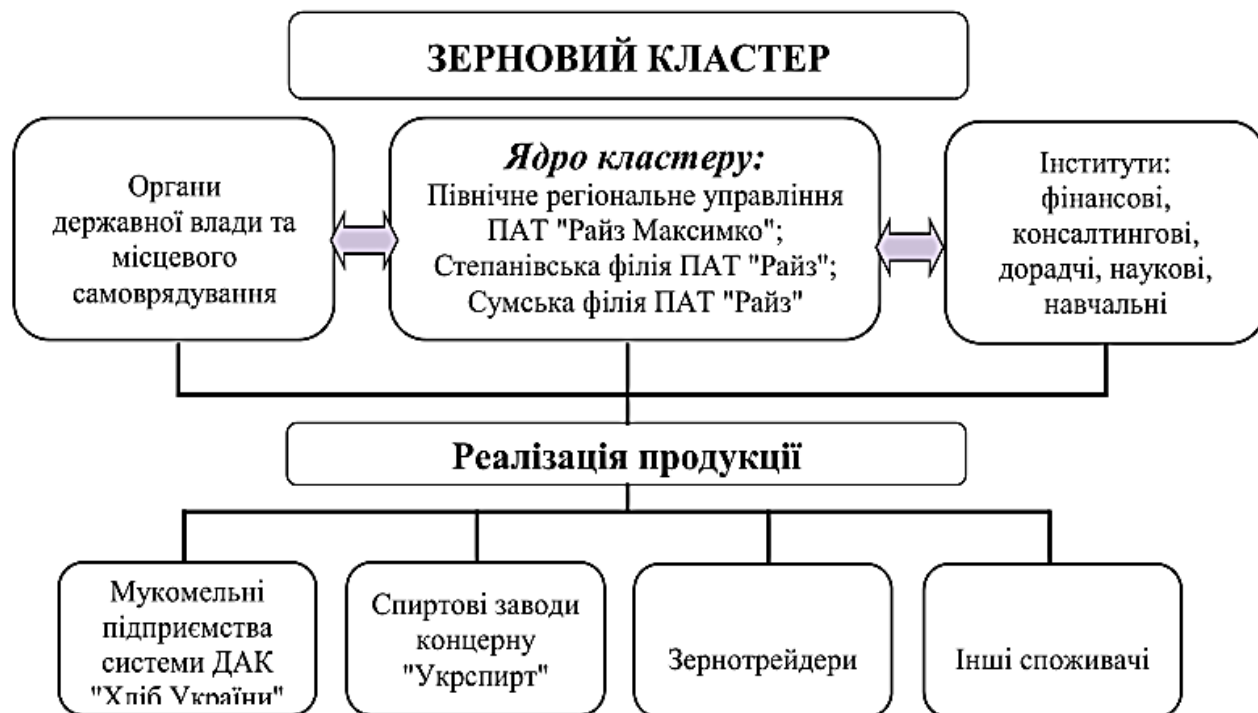 ЗЕРНОВИЙ КЛАСТЕР
Органи
державної влади та
місцевого
самоврядування
Ядро кластеру:
Північне регіональне управління
ПАТ "Райз Максимко";
Степанівська філія ПАТ "Райз";
Сумська філія ПАТ "Райз"
Інститути:
фінансові,
консалтингові,
дорадчі, наукові,
навчальні
Реалізація продукції
Мукомельні
підприємства
системи ДАК
"Хліб України"
Спиртові заводи
концерну
"Укрспирт"
Зернотрейдери
Інші споживачі